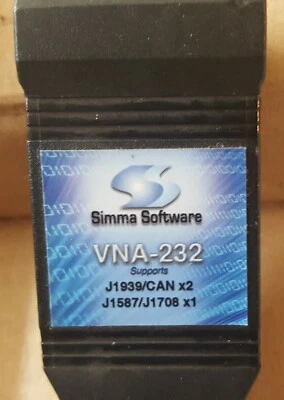 Simma Software
VNA-232
Supports
J1939/CAN x2
J1587/J1708 x1